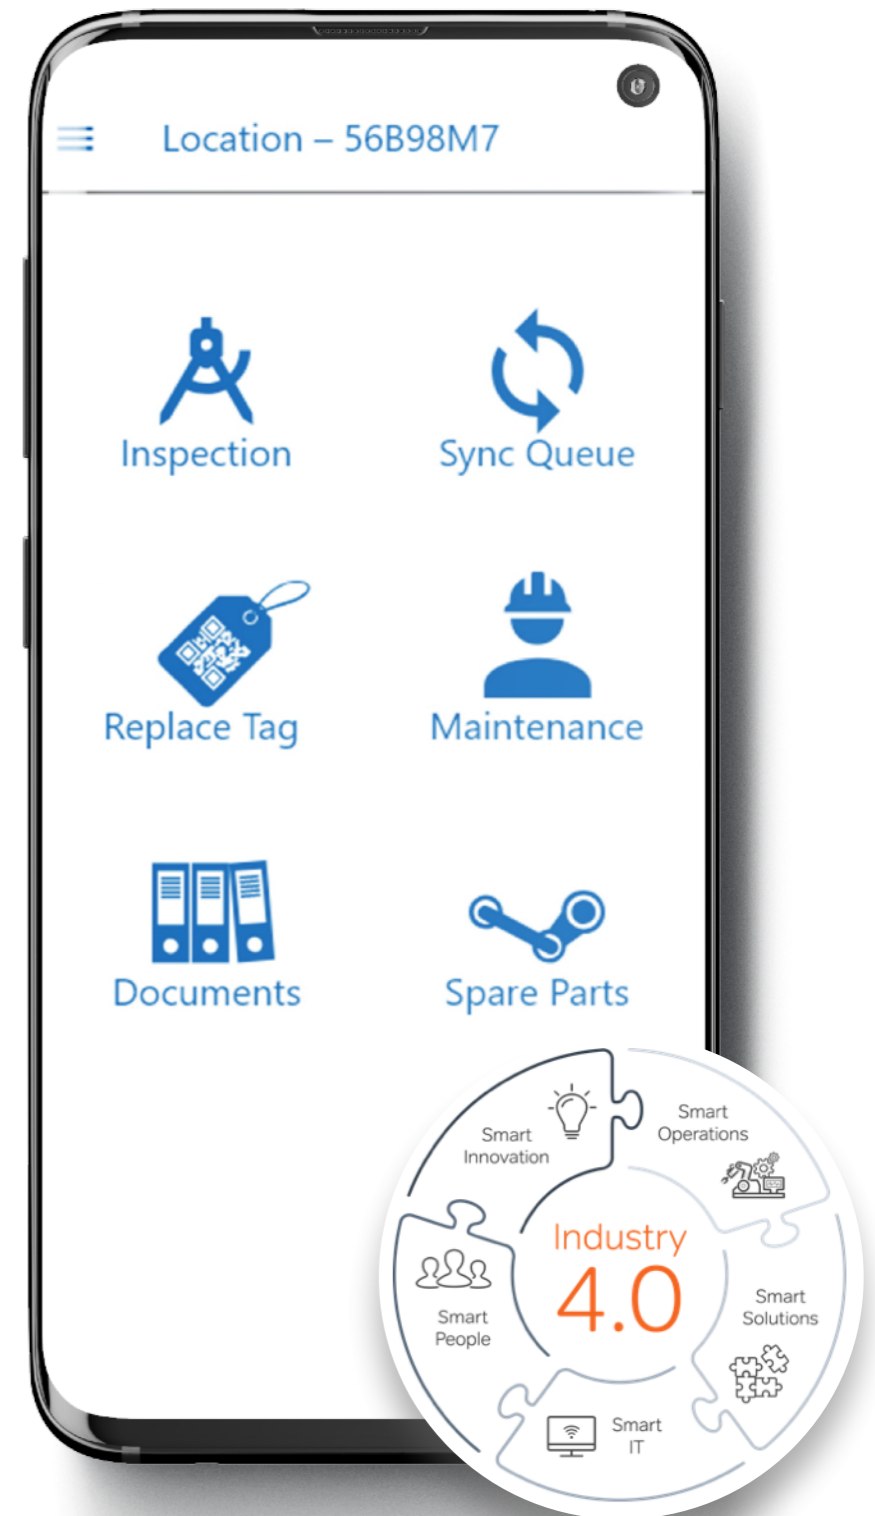 Location – 56B98M7
Inspection
Sync Queue
Replace Tag
Maintenance
Documents
Spare Parts
Smart
Innovation
Smart
Operations
Industry
4.0
Smart
People
Smart
Solutions
Smart
IT